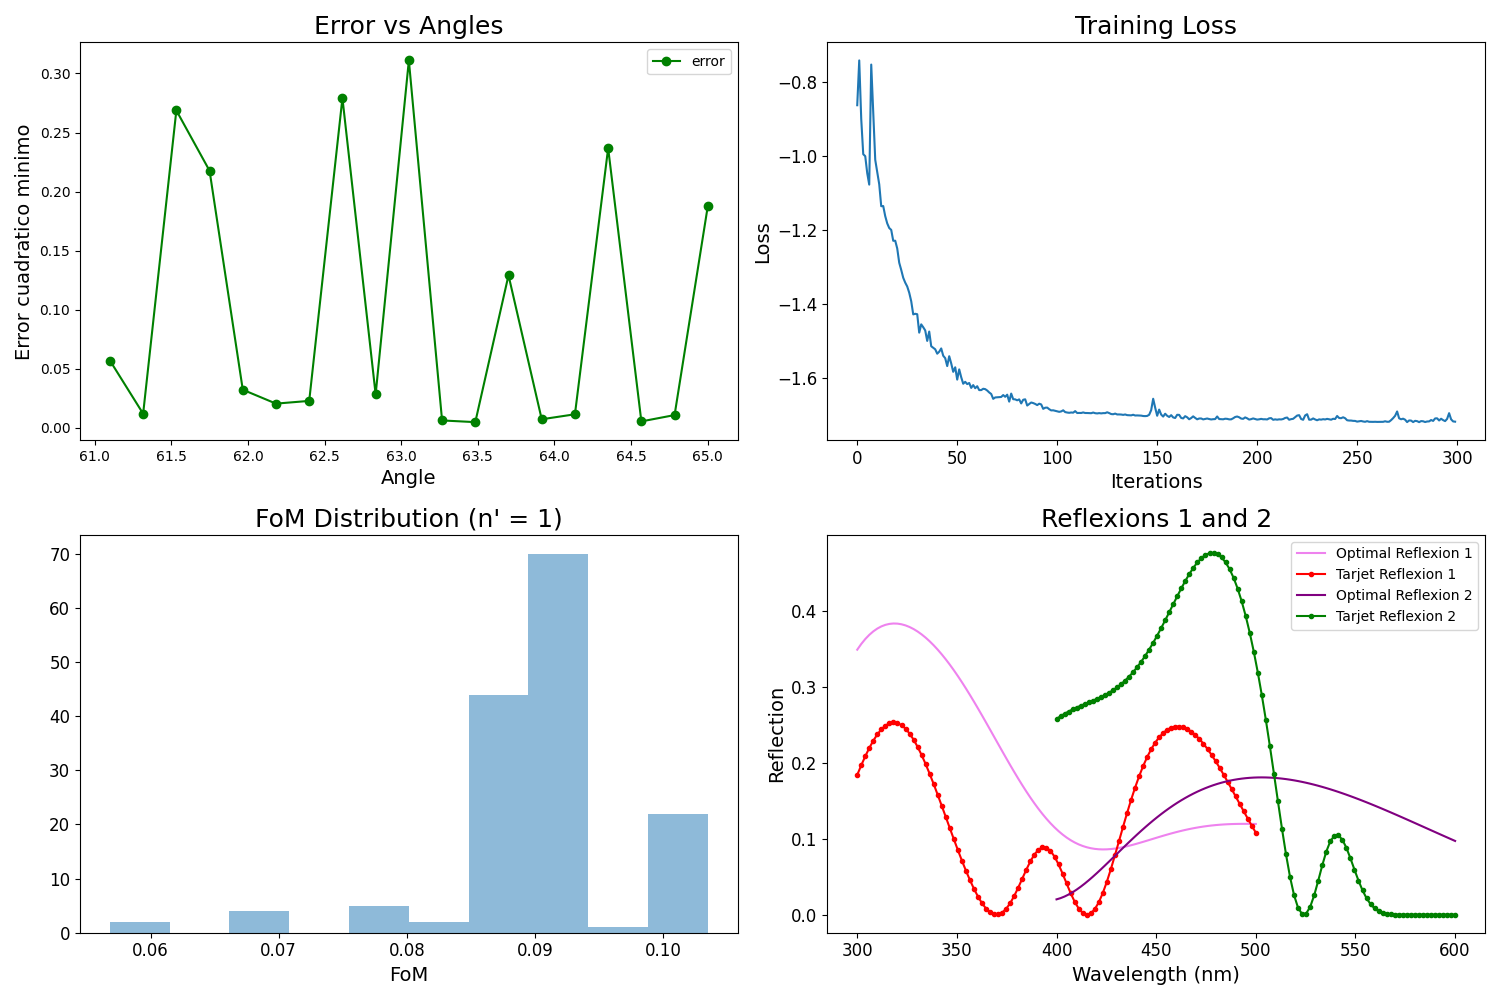 Error vs Angles
error
Error cuadratico minimo
0.30
0.25
0.20
0.15
0.10
0.05
0.00
61.0 61.5 62.0 62.5 63.0 63.5 64.0 64.5 65.0
Angle
Training Loss
Loss
−0.8
−1.0
−1.2
−1.4
−1.6
0 50 100 150 200 250 300
Iterations
FoM Distribution (n' = 1)
70
60
50
40
30
20
10
0
0.06 0.07 0.08 0.09 0.10
FoM
Reflexions 1 and 2
Optimal Reflexion 1
Tarjet Reflexion 1
Optimal Reflexion 2
Tarjet Reflexion 2
Reflection
0.4
0.3
0.2
0.1
0.0
300 350 400 450 500 550 600
Wavelength (nm)